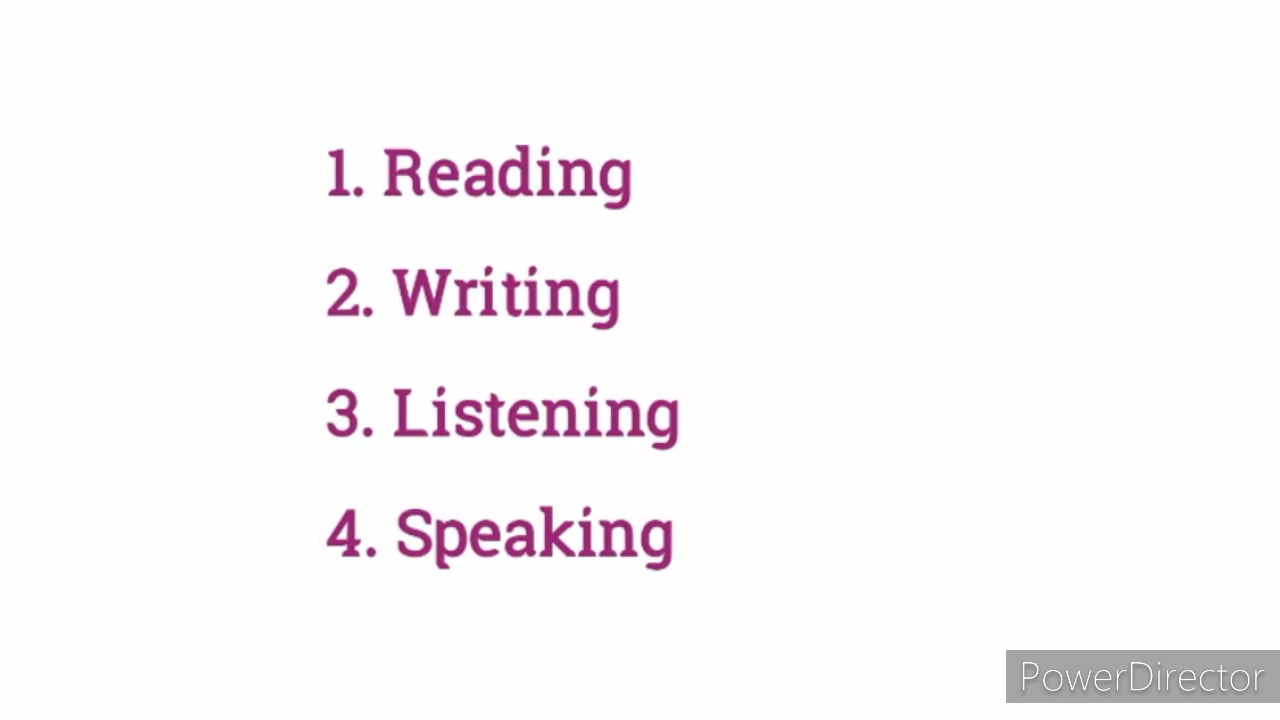 1. Reading
2. Writing
3. Listening
4. Speaking
PowerDirector